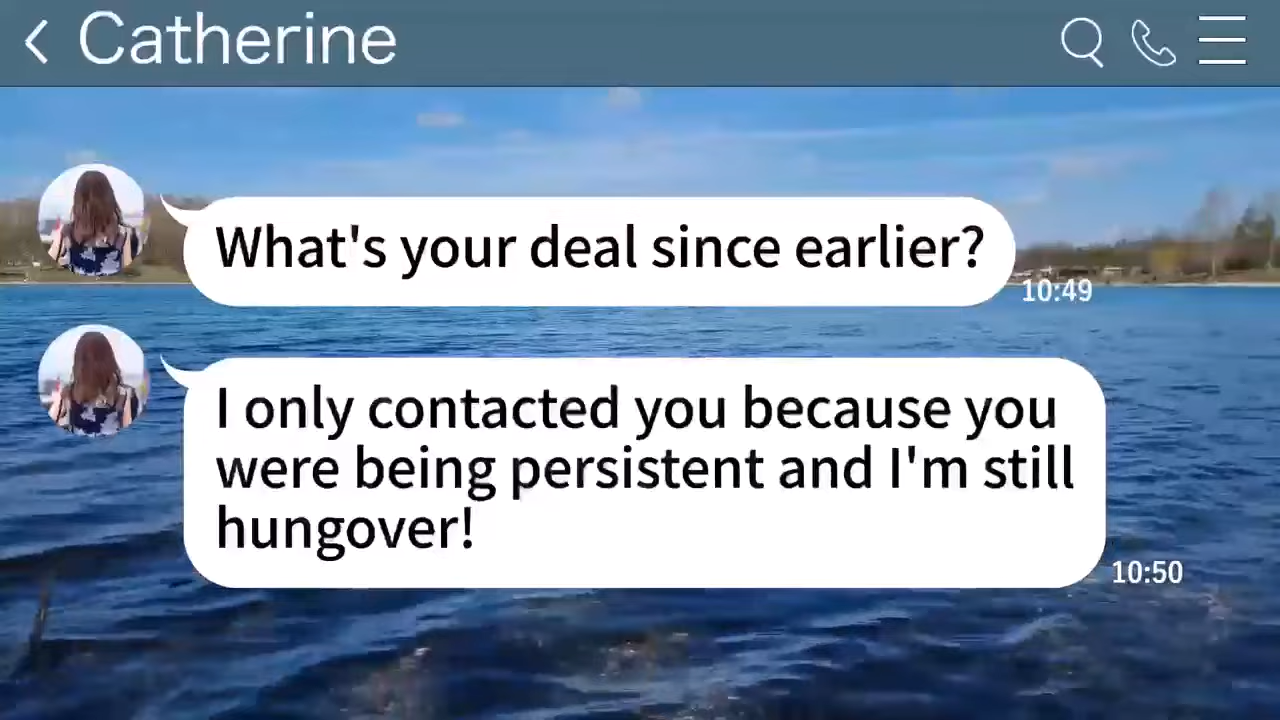 Catherine
What's your deal since earlier?
10:49
I only contacted you because you
were being persistent and I'm still
hungover!
10:50